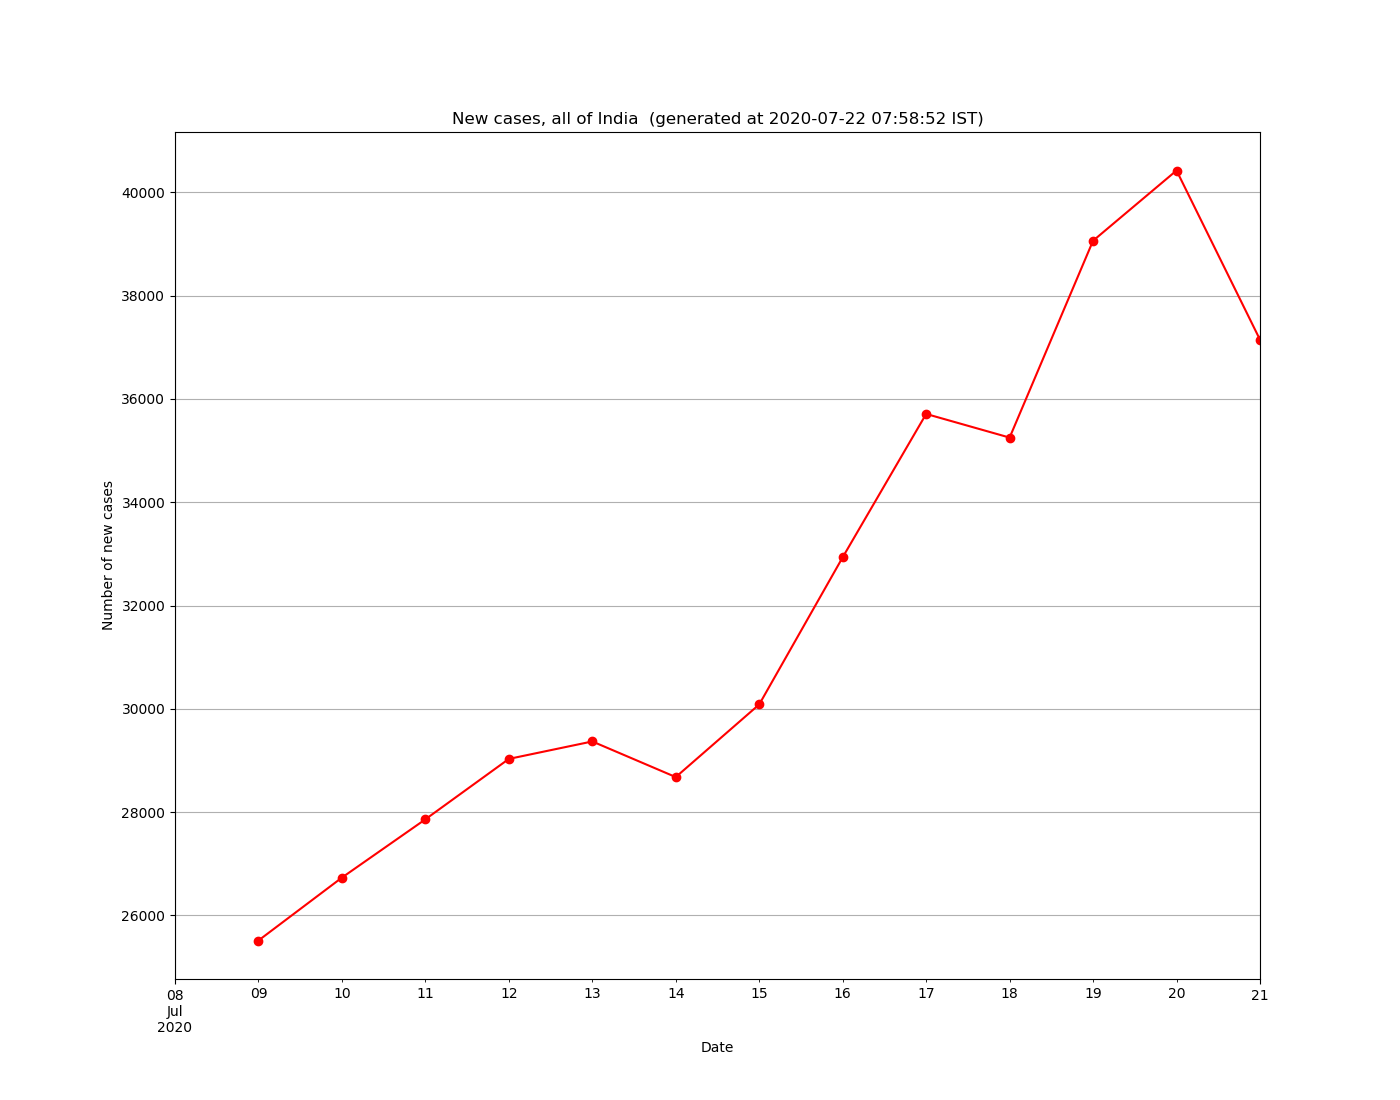 New cases, all of India  (generated at 2020-07-22 07:58:52 IST)
40000
38000
36000
34000
32000
30000
28000
26000
Number of new cases
08 09 10 11 12 13 14 15 16 17 18 19 20 21
Jul
2020
Date